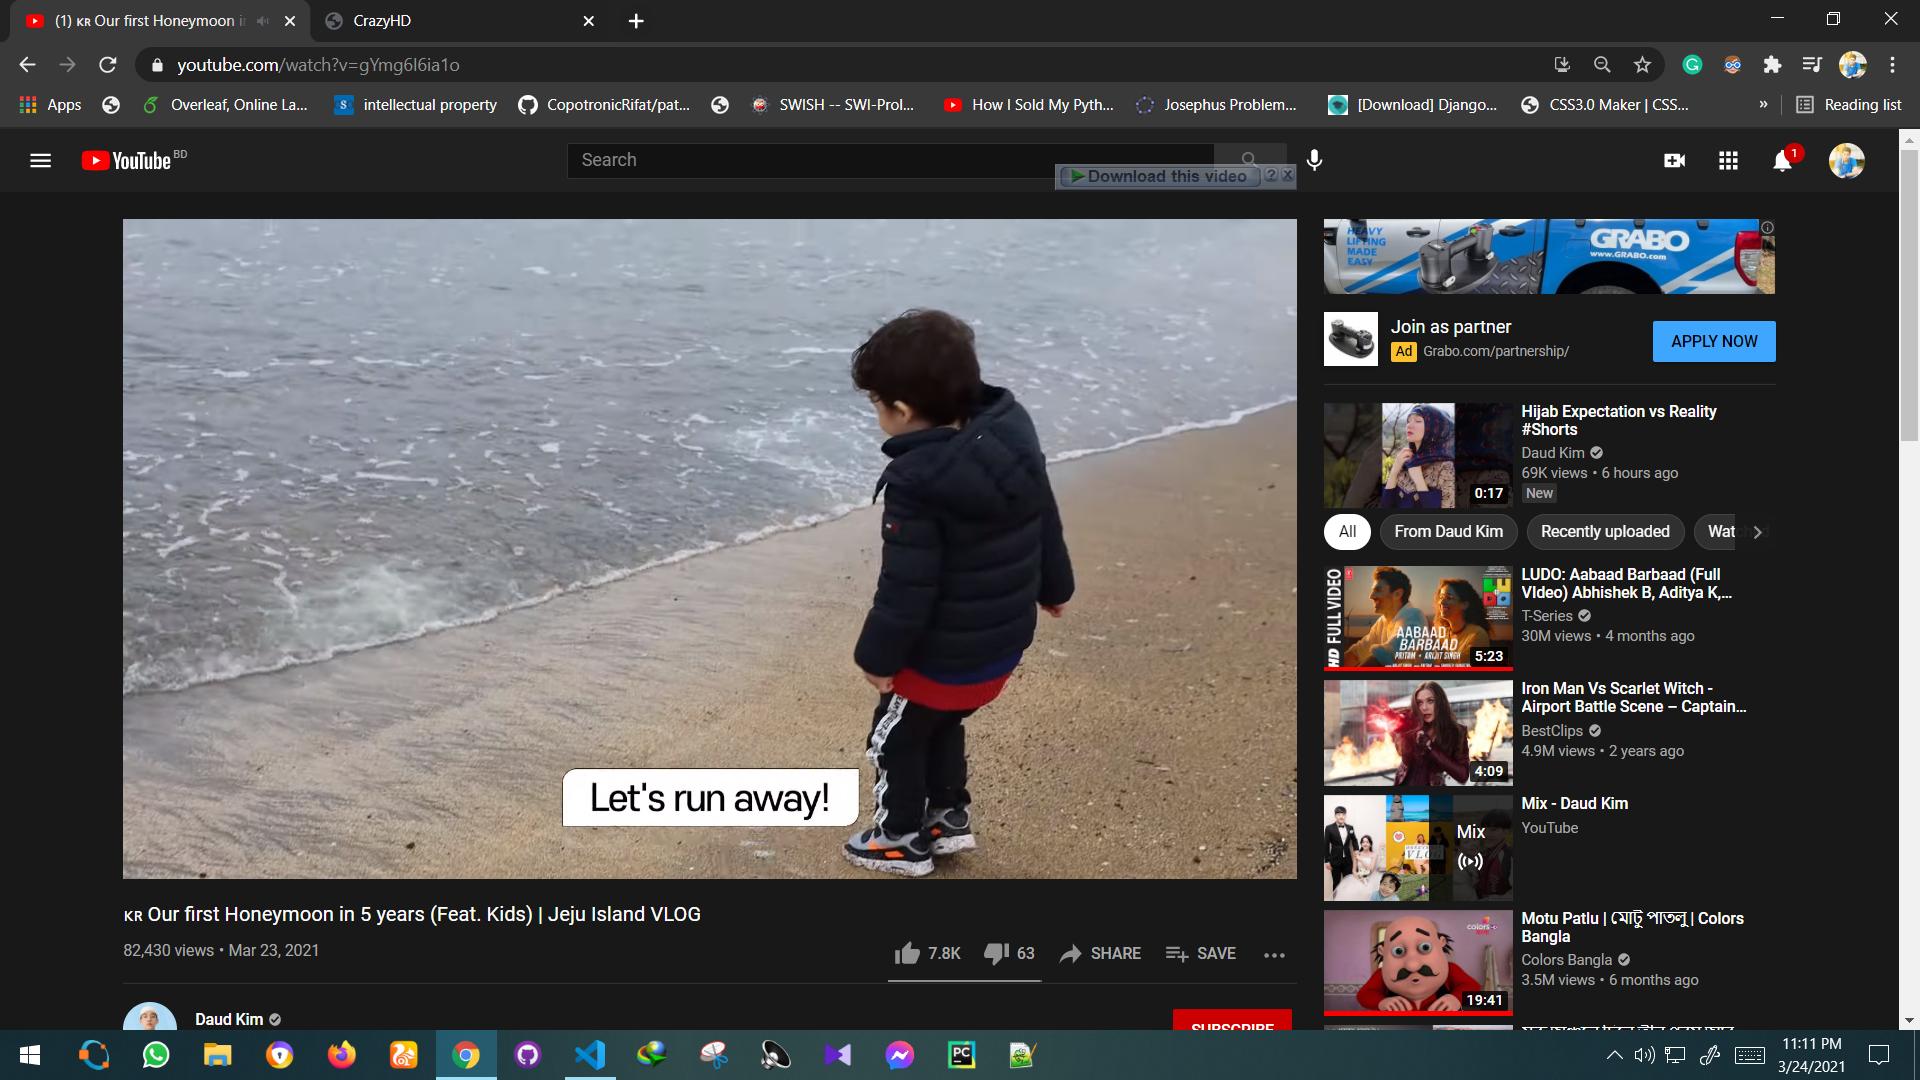 (1) ᴋʀ Our first Honeymoon in
CrazyHD
youtube.com/watch?v=gYmg6I6ia1o
Apps
Overleaf, Online La...
intellectual property
CopotronicRifat/pat...
SWISH -- SWI-Prol...
How I Sold My Pyth...
Josephus Problem...
[Download] Django...
CSS3.0 Maker | CSS...
»
Reading list
YouTube BD
Search
Download this video
1
HEAVY
LIFTING
MADE
EASY
GRABO
www.GRABO.com
Join as partner
Ad Grabo.com/partnership/
APPLY NOW
Hijab Expectation vs Reality
#Shorts
Daud Kim
69K views • 6 hours ago
New
0:17
All
From Daud Kim
Recently uploaded
HD FULL VIDEO
AABAAD
BARBAAD
PRITAM • ARIJIT SINGH
5:23
LUDO: Aabaad Barbaad (Full
VIdeo) Abhishek B, Aditya K,...
T-Series
30M views • 4 months ago
4:09
Iron Man Vs Scarlet Witch -
Airport Battle Scene – Captain...
BestClips
4.9M views • 2 years ago
Mix
Mix - Daud Kim
YouTube
19:41
Motu Patlu | মোটু পাতলু | Colors
Bangla
Colors Bangla
3.5M views • 6 months ago
Let's run away!
ᴋʀ Our first Honeymoon in 5 years (Feat. Kids) | Jeju Island VLOG
82,430 views • Mar 23, 2021
7.8K
63
SHARE
SAVE
Daud Kim
SUBSCRIBE
PC
11:11 PM
3/24/2021